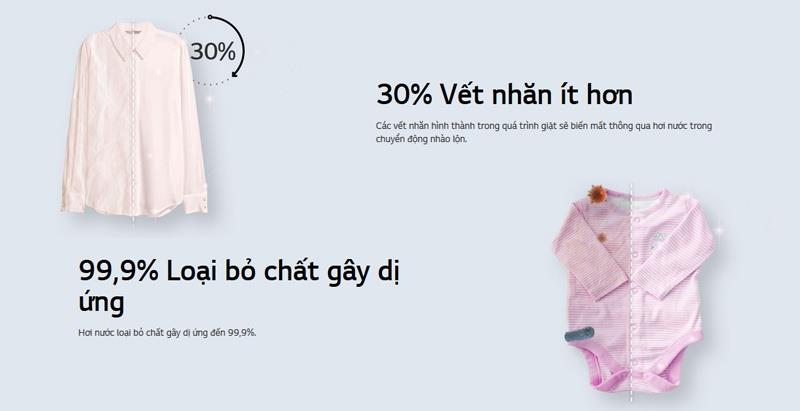 30%
30% Vết nhăn ít hơn
Các vết nhăn hình thành trong quá trình giặt sẽ biến mất thông qua hơi nước trong
chuyển động nhào lộn.
99,9% Loại bỏ chất gây dị
ứng
Hơi nước loại bỏ chất gây dị ứng đến 99,9%.